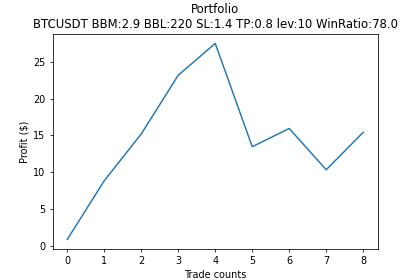 Portfolio
BTCUSDT BBM:2.9 BBL:220 SL:1.4 TP:0.8 lev:10 WinRatio:78.0
25
20
15
10
5
0
Profit ($)
0 1 2 3 4 5 6 7 8
Trade counts